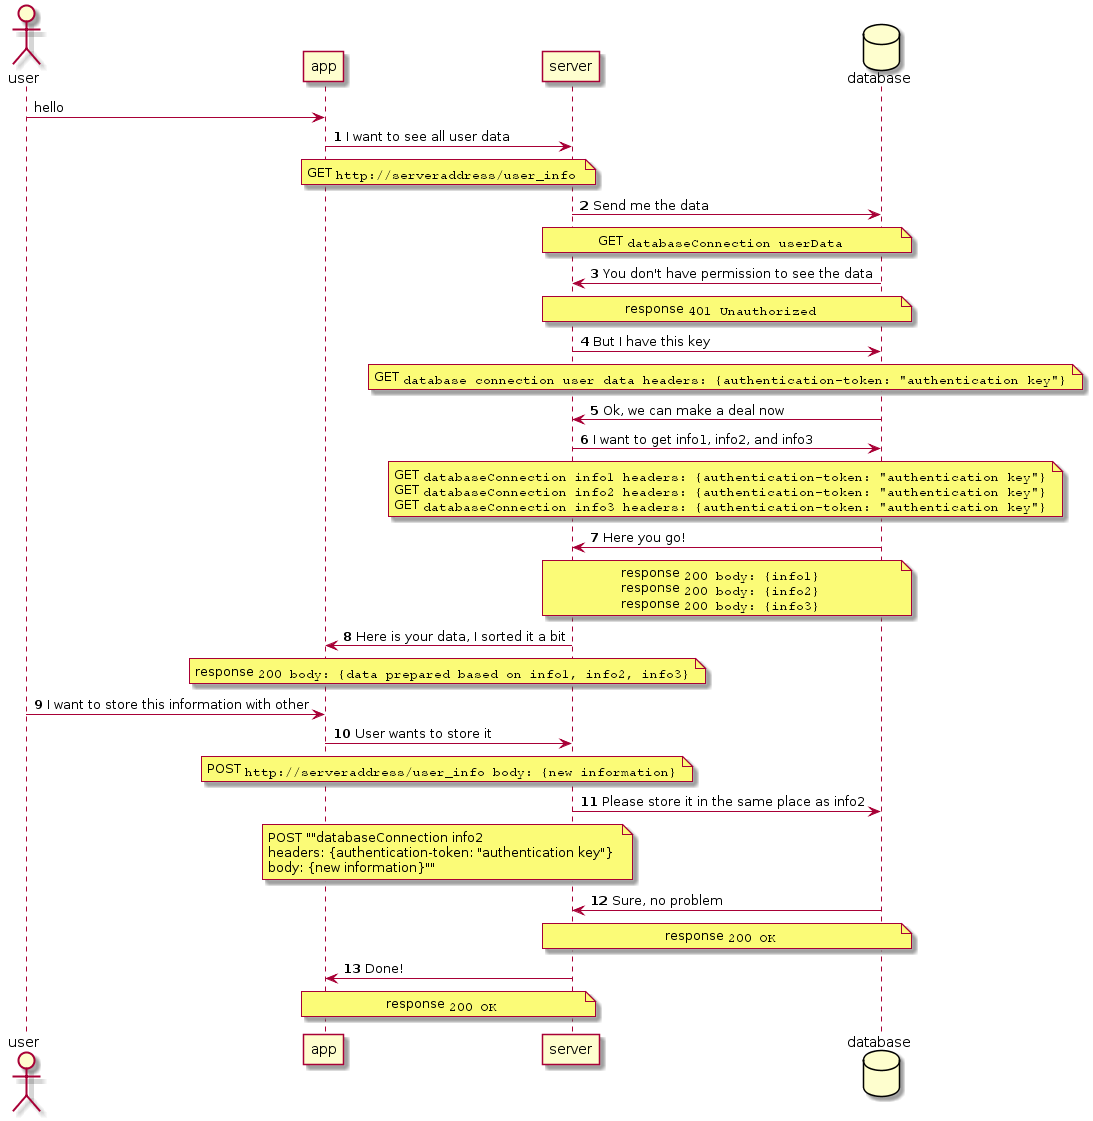 user
app
server
database
hello
1 I want to see all user data
GET http://serveraddress/user_info
2 Send me the data
GET databaseConnection userData
3 You don't have permission to see the data
response 401 Unauthorized
4 But I have this key
GET database connection user data headers: {authentication-token: "authentication key"}
5 Ok, we can make a deal now
6 I want to get info1, info2, and info3
GET databaseConnection info1 headers: {authentication-token: "authentication key"}
GET databaseConnection info2 headers: {authentication-token: "authentication key"}
GET databaseConnection info3 headers: {authentication-token: "authentication key"}
7 Here you go!
response 200 body: {info1}
response 200 body: {info2}
response 200 body: {info3}
8 Here is your data, I sorted it a bit
response 200 body: {data prepared based on info1, info2, info3}
9 I want to store this information with other
10 User wants to store it
POST http://serveraddress/user_info body: {new information}
11 Please store it in the same place as info2
POST ""databaseConnection info2
headers: {authentication-token: "authentication key"}
body: {new information}""
12 Sure, no problem
response 200 OK
13 Done!
response 200 OK
user
app
server
database